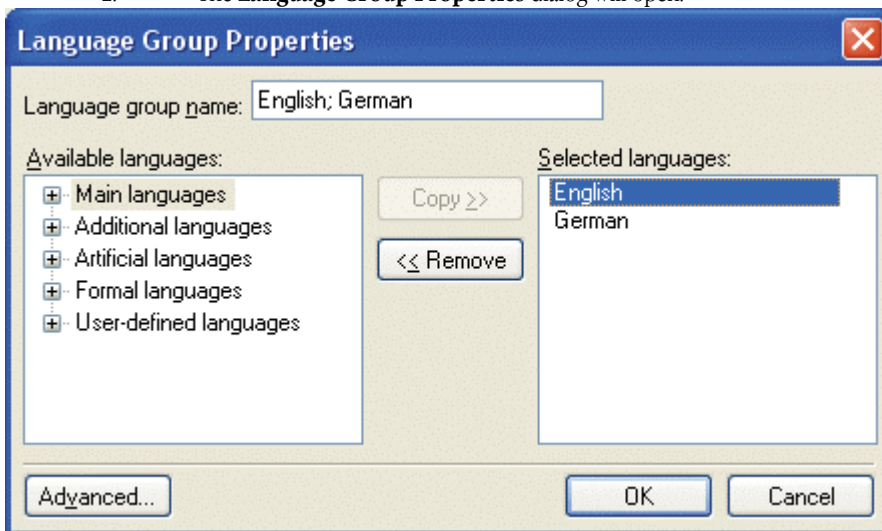 2. The Language Group Properties dialog will open.
Language Group Properties
Language group name: English; German
Available languages:
Main languages
Additional languages
Artificial languages
Formal languages
User-defined languages
Copy >>
<< Remove
Selected languages:
English
German
Advanced...
OK
Cancel